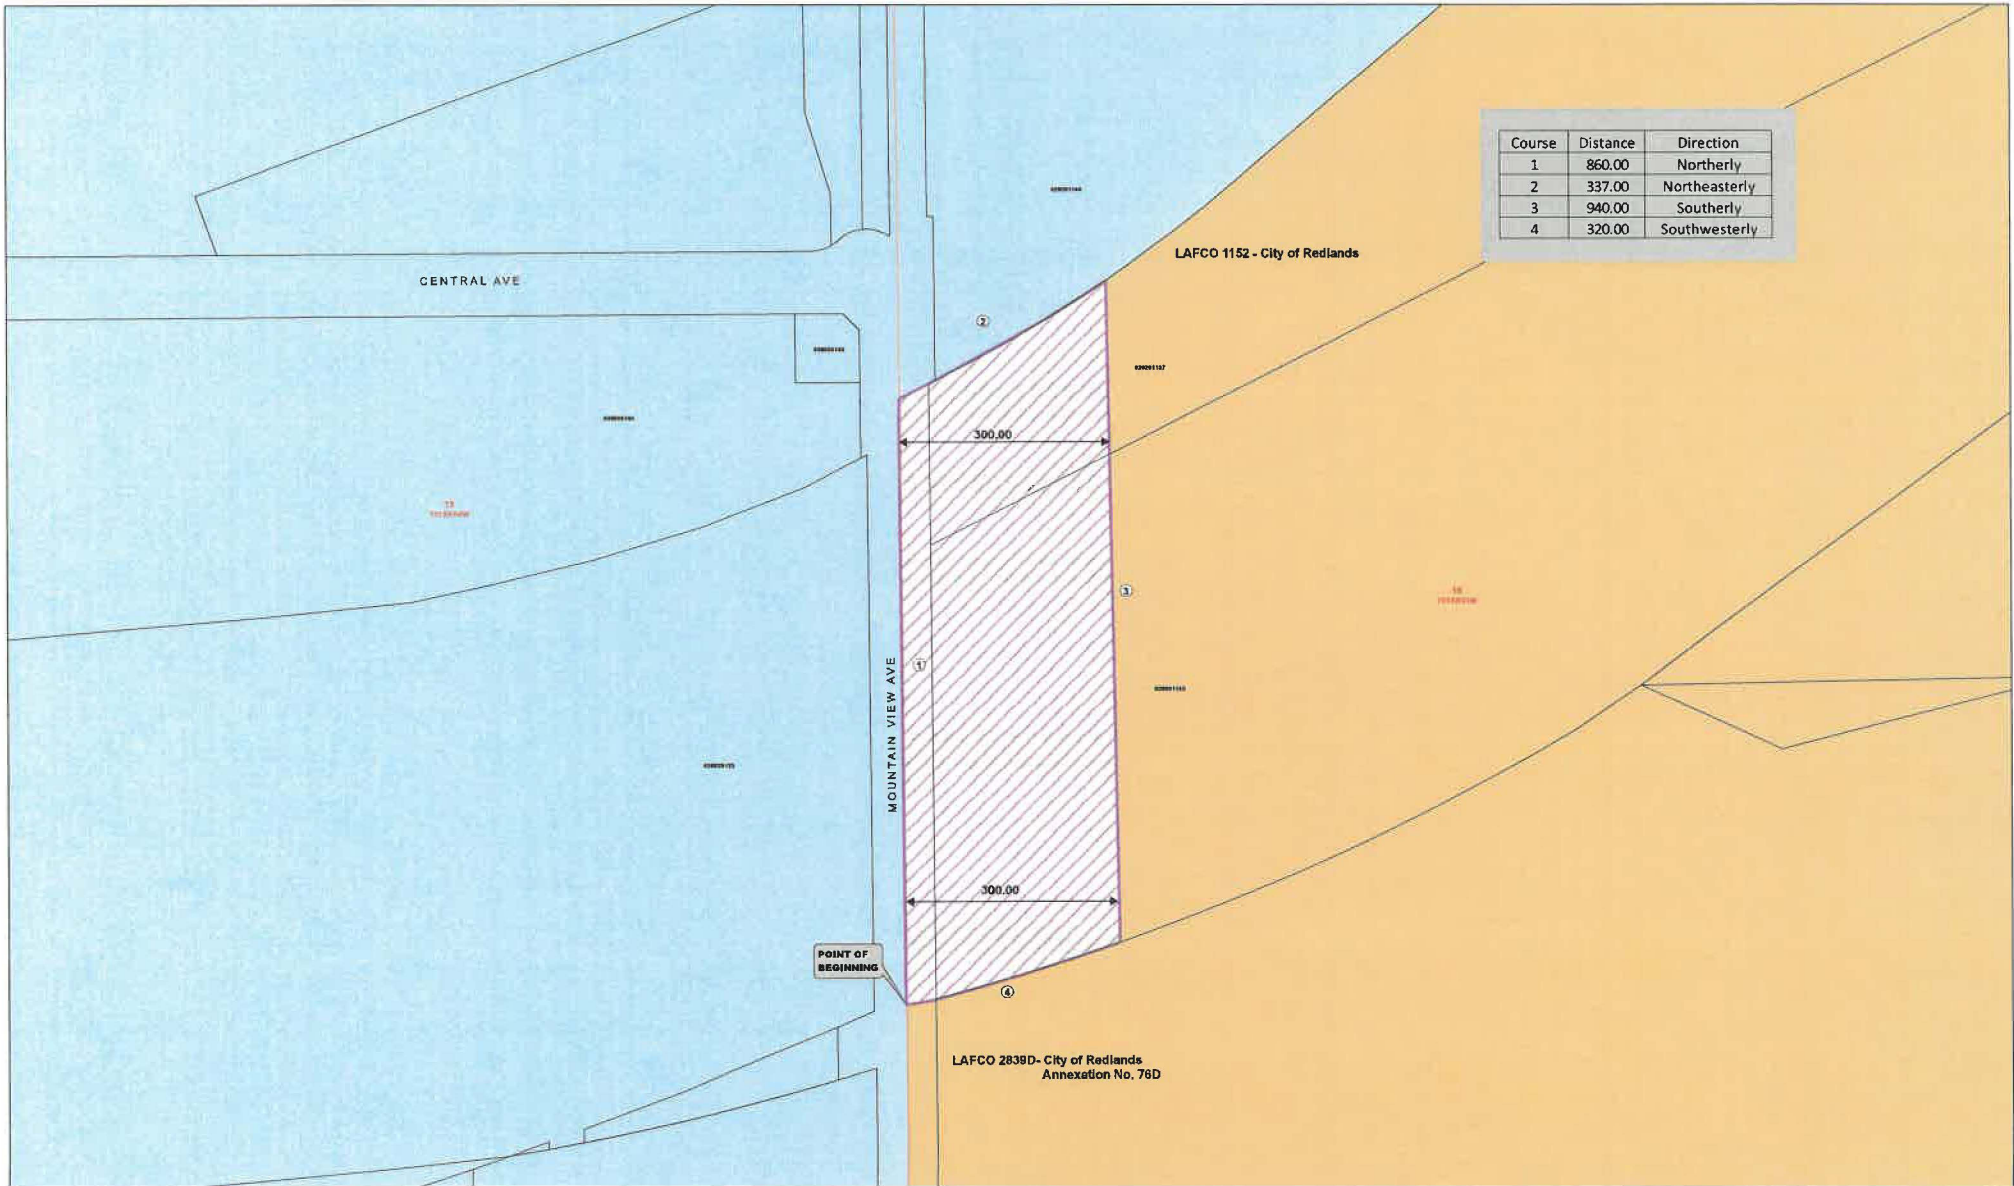 Course Distance Direction
1 860.00 Northerly
2 337.00 Northeasterly
3 940.00 Southerly
4 320.00 Southwesterly
LAFCO 1152 - City of Redlands
CENTRAL AVE
2
300.00
3
1
MOUNTAIN VIEW AVE
300.00
POINT OF
BEGINNING
4
LAFCO 2839D- City of Redlands
Annexation No. 76D